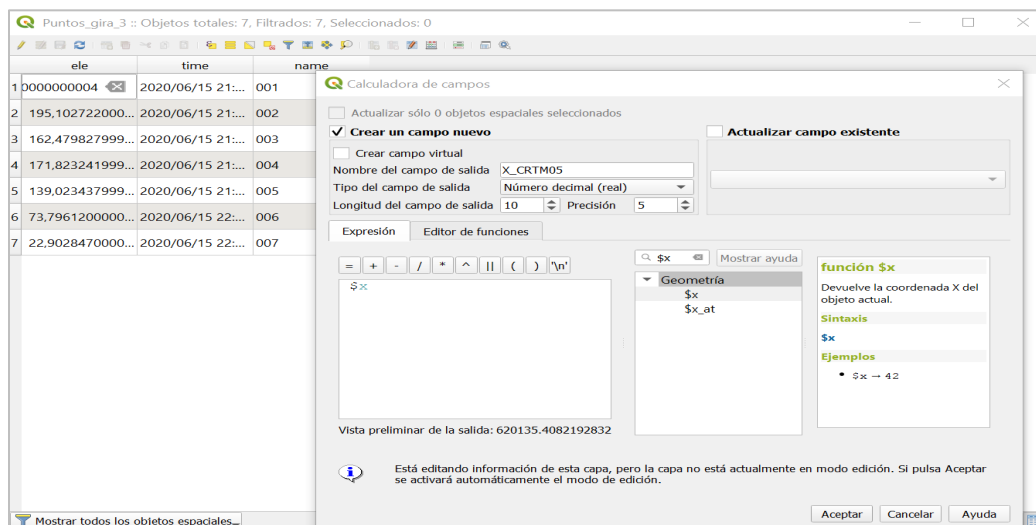 Puntos_gira_3 :: Objetos totales: 7, Filtrados: 7, Seleccionados: 0
ele time name
1 0000000004 2020/06/15 21:... 001
2 195,102722000... 2020/06/15 21:... 002
3 162,479827999... 2020/06/15 21:... 003
4 171,823241999... 2020/06/15 21:... 004
5 139,023437999... 2020/06/15 21:... 005
6 73,7961200000... 2020/06/15 22:... 006
7 22,9028470000... 2020/06/15 22:... 007
Mostrar todos los objetos espaciales_
Calculadora de campos
Actualizar sólo 0 objetos espaciales seleccionados
Crear un campo nuevo
Actualizar campo existente
Crear campo virtual
Nombre del campo de salida X_CRTM05
Tipo del campo de salida Número decimal (real)
Longitud del campo de salida 10 Precisión 5
Expresión Editor de funciones
= + - / * ^ || ( ) '\n'
$x
Vista preliminar de la salida: 620135.4082192832
$x Mostrar ayuda
Geometría
$x
$x_at
función $x
Devuelve la coordenada X del
objeto actual.
Sintaxis
$x
Ejemplos
• $x → 42
Está editando información de esta capa, pero la capa no está actualmente en modo edición. Si pulsa Aceptar
se activará automáticamente el modo de edición.
Aceptar Cancelar Ayuda